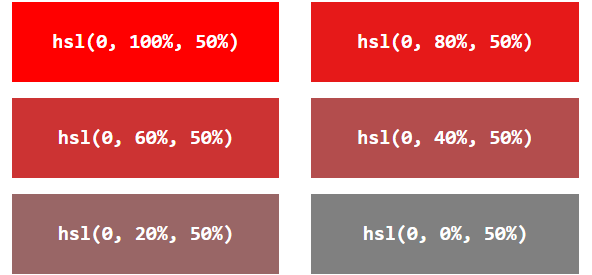 hsl(0, 100%, 50%)
hsl(0, 80%, 50%)
hsl(0, 60%, 50%)
hsl(0, 40%, 50%)
hsl(0, 20%, 50%)
hsl(0, 0%, 50%)